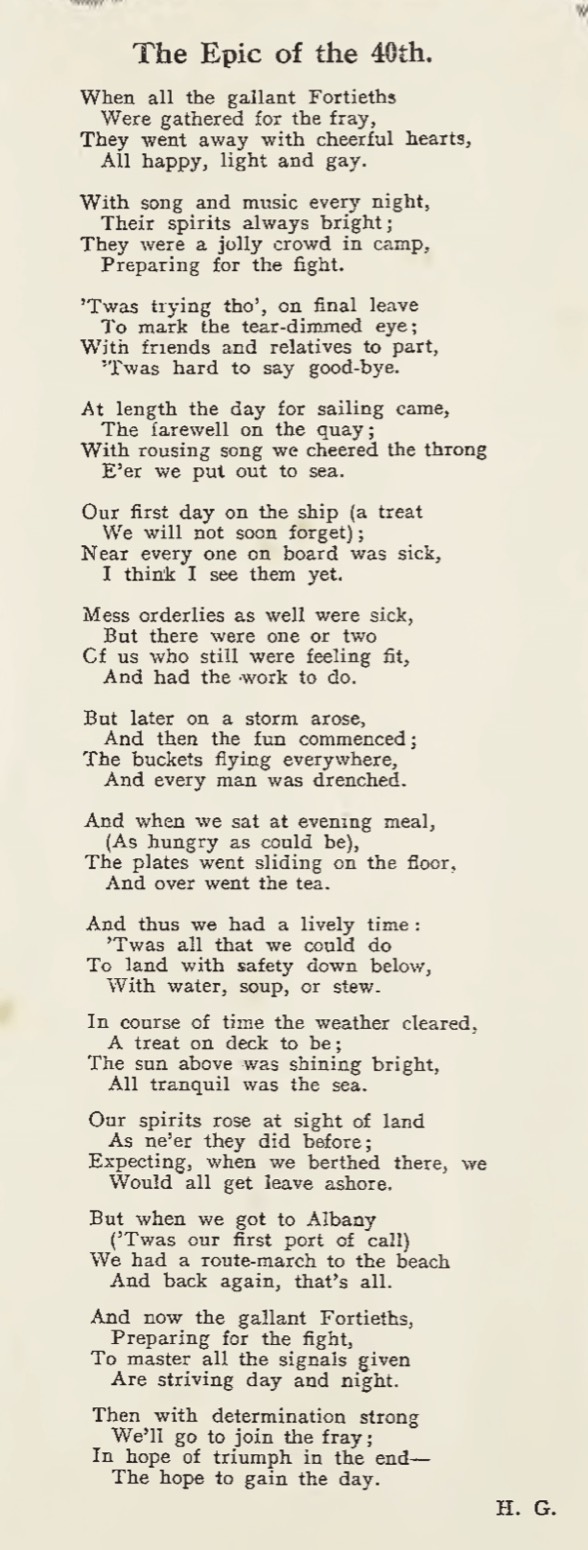 The Epic of the 40th.
When all the gallant Fortieths
Were gathered for the fray,
They went away with cheerful hearts,
All happy, light and gay.
With song and music every night,
Their spirits always bright;
They were a jolly crowd in camp,
Preparing for the fight.
'Twas trying tho', on final leave
To mark the tear-dimmed eye;
With friends and relatives to part,
'Twas hard to say good-bye.
At length the day for sailing came,
The farewell on the quay;
With rousing song we cheered the throng
E'er we put out to sea.
Our first day on the ship (a treat
We will not soon forget);
Near every one on board was sick,
I think I see them yet.
Mess orderlies as well were sick,
But there were one or two
Of us who still were feeling fit,
And had the work to do.
But later on a storm arose,
And then the fun commenced;
The buckets flying everywhere,
And every man was drenched.
And when we sat at evening meal,
(As hungry as could be),
The plates went sliding on the floor,
And over went the tea.
And thus we had a lively time:
'Twas all that we could do
To land with safety down below,
With water, soup, or stew.
In course of time the weather cleared,
A treat on deck to be;
The sun above was shining bright,
All tranquil was the sea.
Our spirits rose at sight of land
As ne'er they did before;
Expecting, when we berthed there, we
Would all get leave ashore.
But when we got to Albany
('Twas our first port of call)
We had a route-march to the beach
And back again, that's all.
And now the gallant Fortieths,
Preparing for the fight,
To master all the signals given
Are striving day and night.
Then with determination strong
We'll go to join the fray;
In hope of triumph in the end—
The hope to gain the day.
H. G.